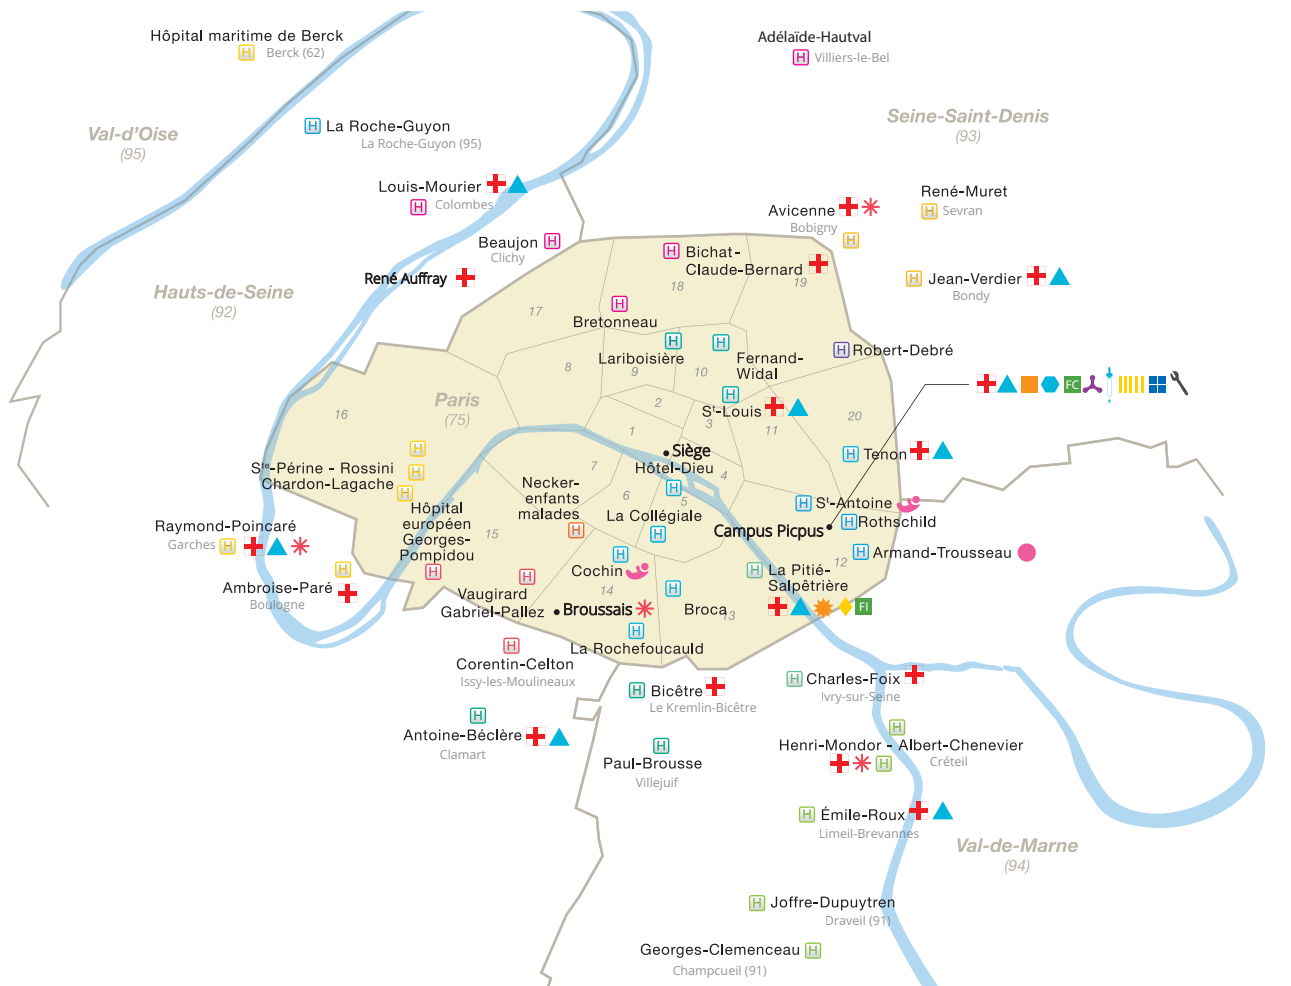 Hôpital maritime de Berck
H Berck (62)
Adélaïde-Hautval
H Villiers-le-Bel
Val-d'Oise
(95)
H La Roche-Guyon
La Roche-Guyon (95)
Seine-Saint-Denis
(93)
Louis-Mourier
H Colombes
Avicenne
Bobigny
H
René-Muret
H Sevran
Beaujon H
Clichy
H Bichat-
Claude-Bernard
René Auffray
H Jean-Verdier
Bondy
Hauts-de-Seine
(92)
17
18
19
H
Bretonneau
H
Lariboisière
H
Fernand-
Widal
H Robert-Debré
8
9
10
FC
Paris
(75)
16
2
H
St-Louis
1
3
11
20
H
H
H
Ste-Périne - Rossini
Chardon-Lagache
Siège
Hôtel-Dieu
H
H Tenon
7
4
Necker-
enfants
malades
H
6
5
La Collégiale
H
H St-Antoine
H Rothschild
Campus Picpus
Hôpital
européen
Georges-
Pompidou
H
15
Raymond-Poincaré
Garches H
H Armand-Trousseau
12
H
Ambroise-Paré
Boulogne
H
Cochin
H
Vaugirard
Gabriel-Pallez
14
H La Pitié-
Salpêtrière
FI
Broussais
H
Broca
13
H
La Rochefoucauld
H
Corentin-Celton
Issy-les-Moulineaux
H Bicêtre
Le Kremlin-Bicêtre
H Charles-Foix
Ivry-sur-Seine
H
Antoine-Béclère
Clamart
H
Paul-Brousse
Villejuif
H
Henri-Mondor - Albert-Chenevier
H Créteil
H Émile-Roux
Limeil-Brevannes
Val-de-Marne
(94)
H Joffre-Dupuytren
Draveil (91)
Georges-Clemenceau H
Champcueil (91)